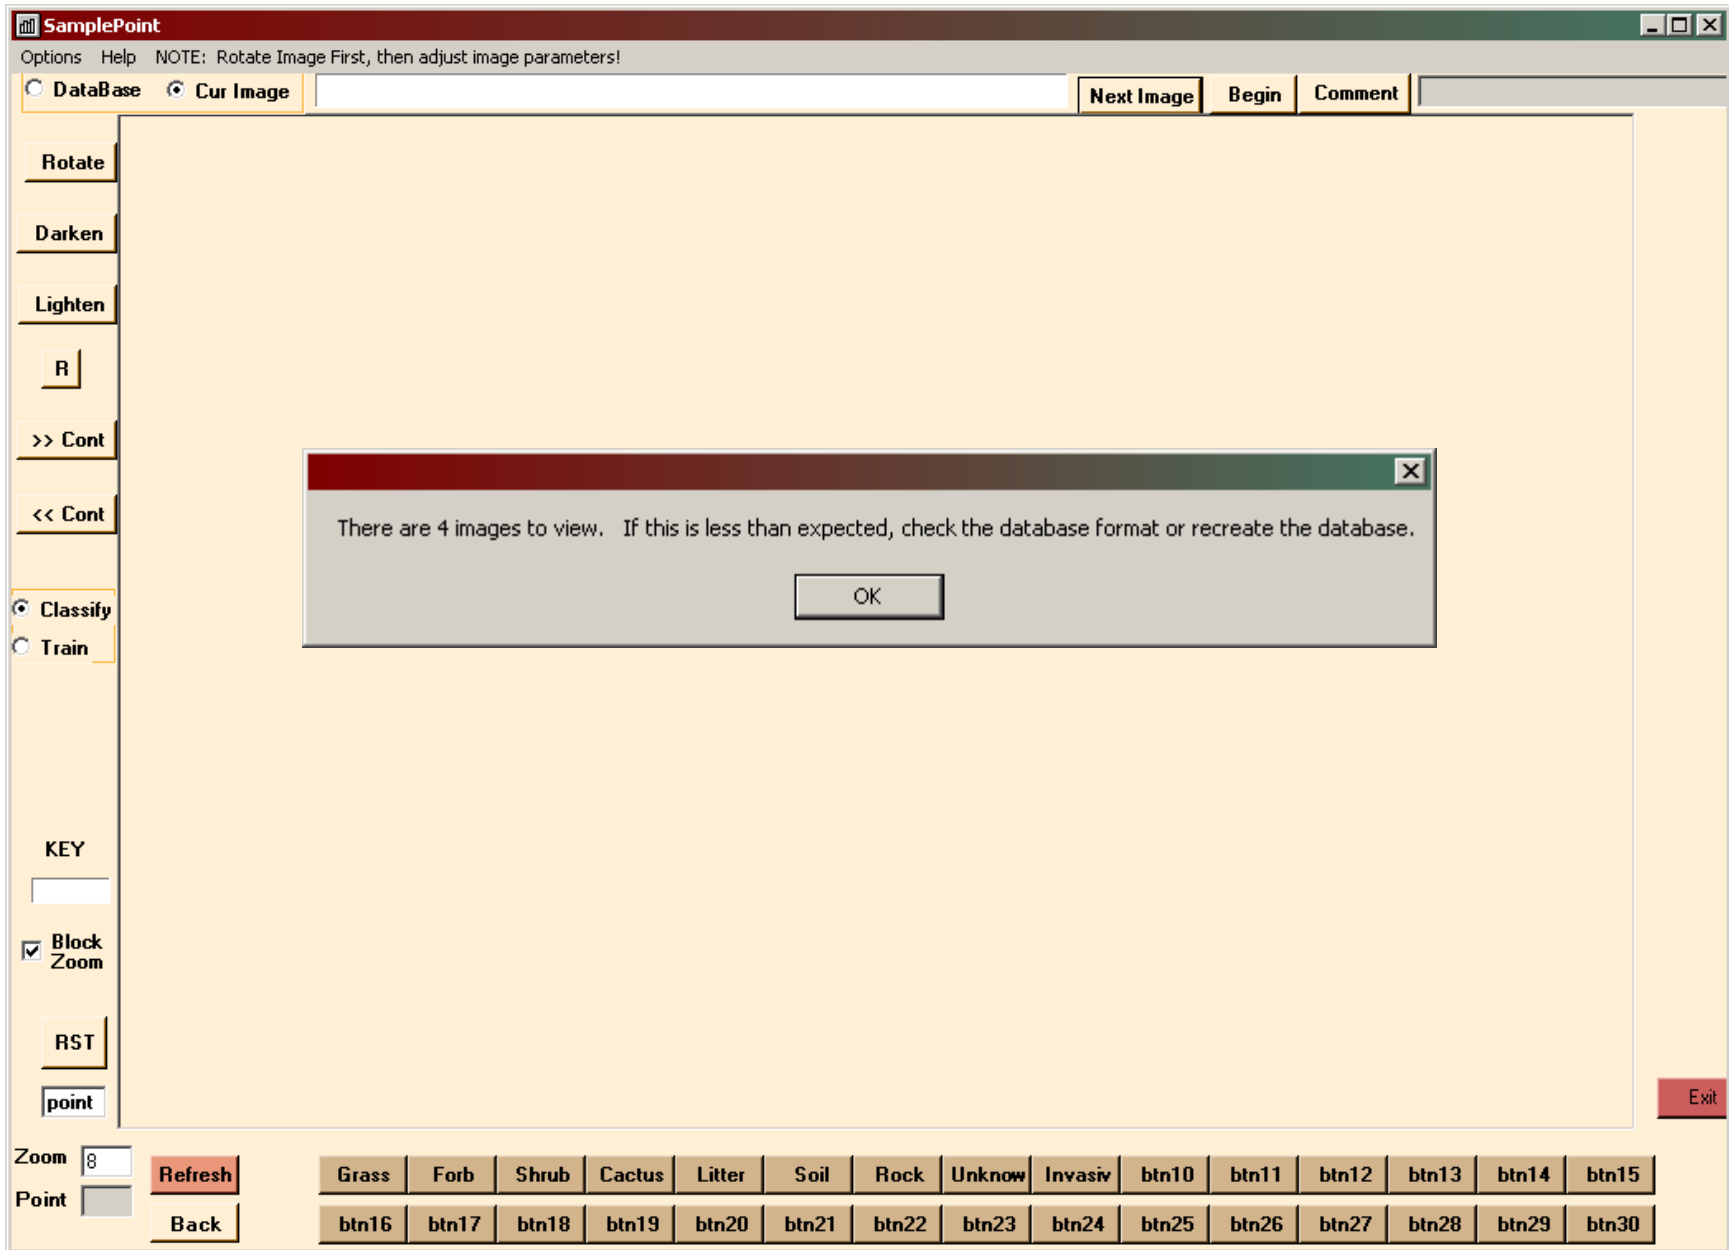 SamplePoint
Options Help NOTE: Rotate Image First, then adjust image parameters!
DataBase Cur Image Next Image Begin Comment
Rotate
Darken
Lighten
R
>> Cont
<< Cont
There are 4 images to view. If this is less than expected, check the database format or recreate the database.
OK
Classify
Train
KEY
Block
Zoom
RST
point
Exit
Zoom 8
Point
Refresh
Back
Grass Forb Shrub Cactus Litter Soil Rock Unknow Invasiv btn10 btn11 btn12 btn13 btn14 btn15
btn16 btn17 btn18 btn19 btn20 btn21 btn22 btn23 btn24 btn25 btn26 btn27 btn28 btn29 btn30